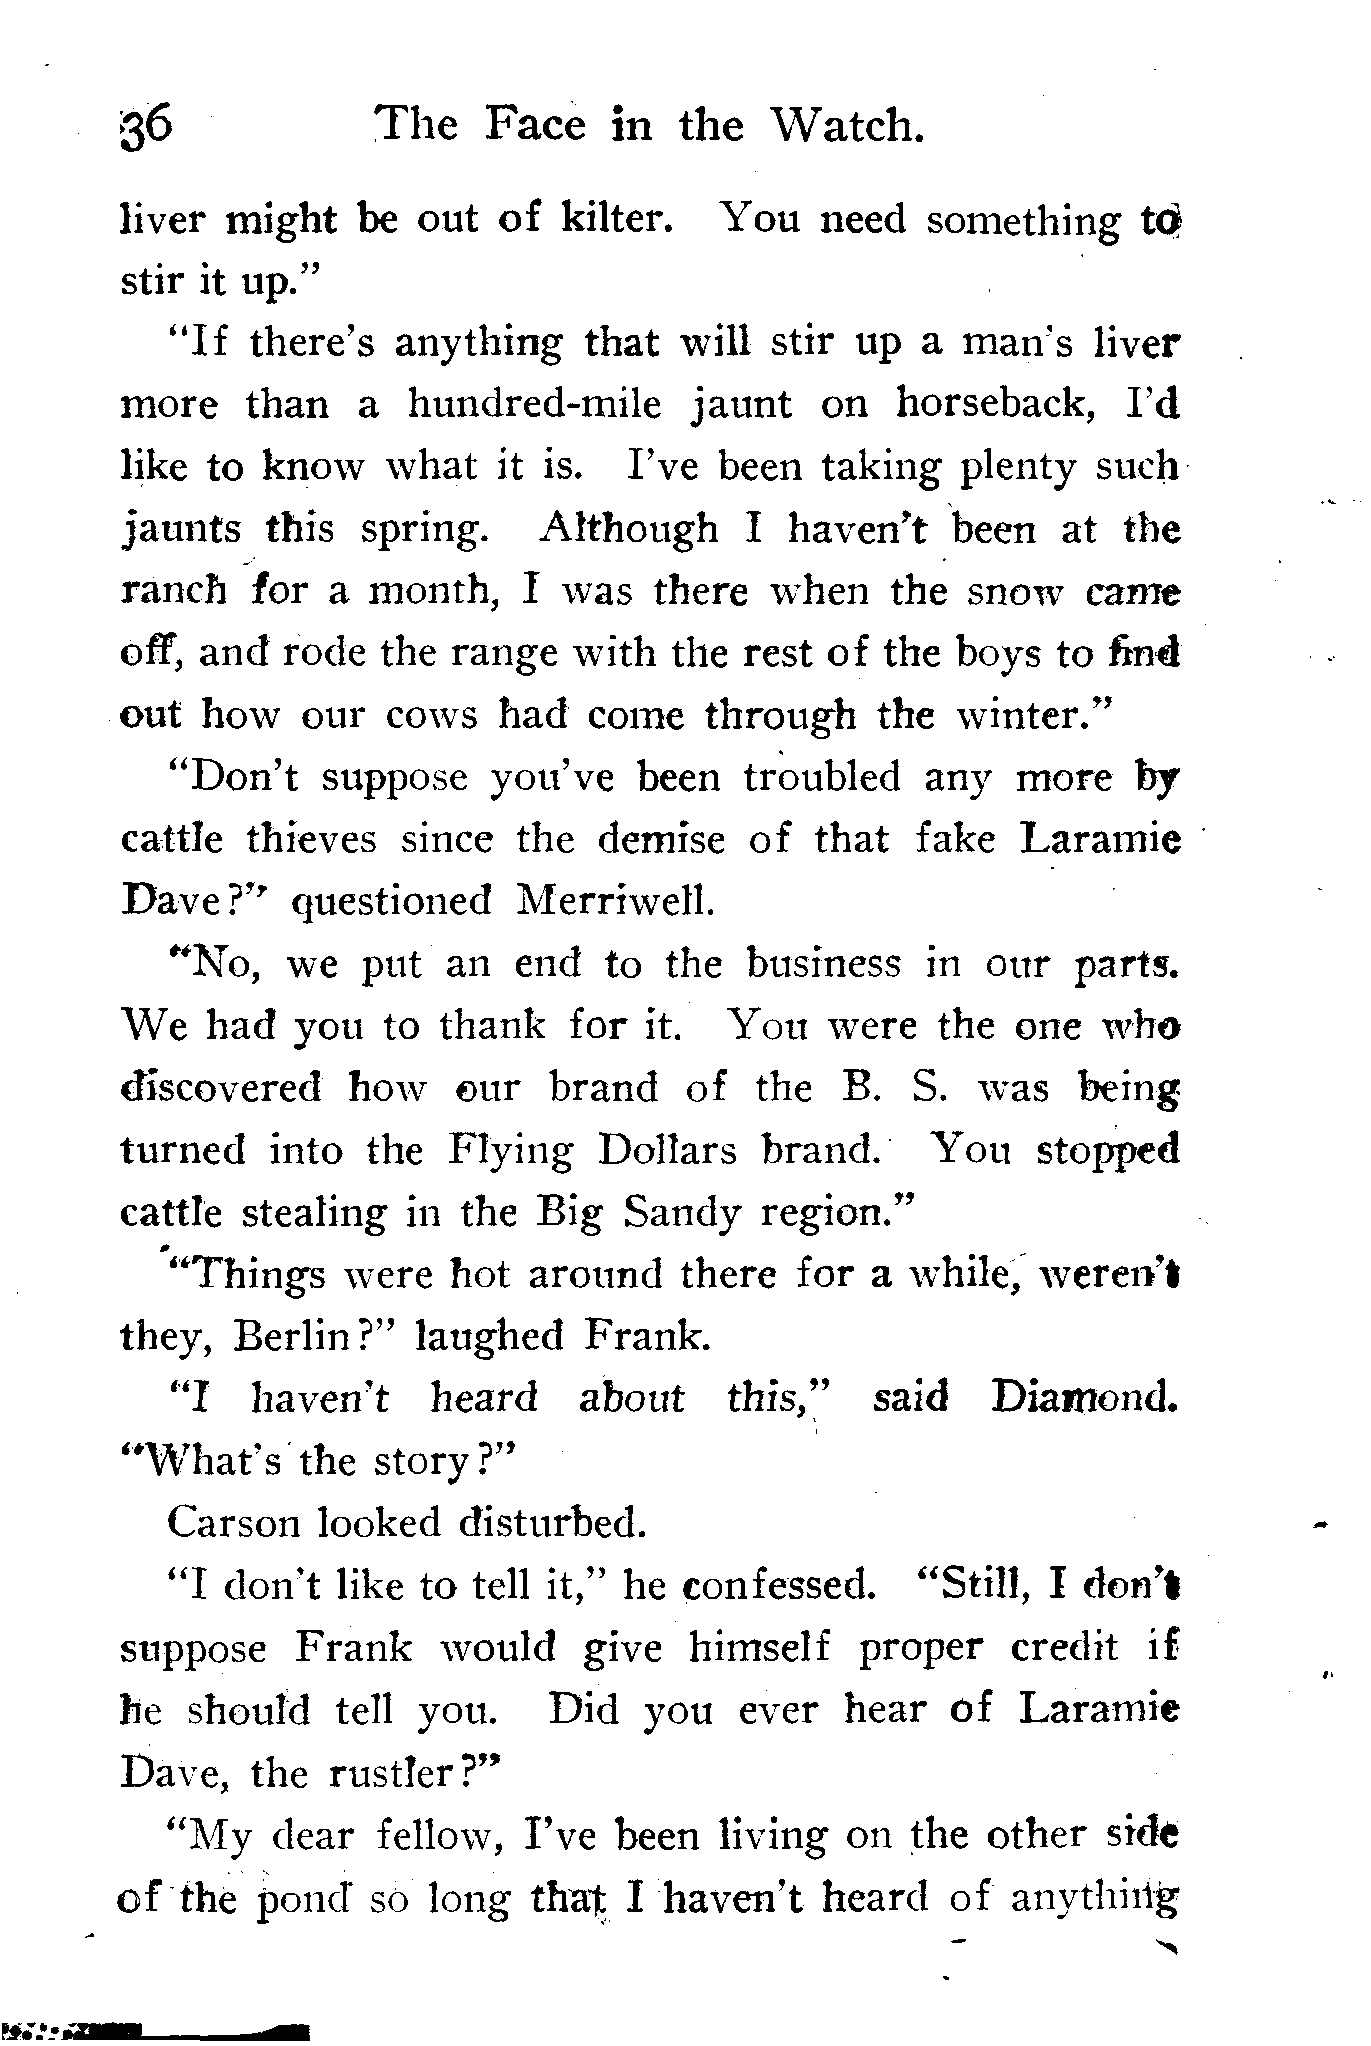 36 The Face in the Watch.
liver might be out of kilter. You need something to
stir it up."
"If there's anything that will stir up a man's liver
more than a hundred-mile jaunt on horseback, I'd
like to know what it is. I've been taking plenty such
jaunts this spring. Although I haven't been at the
ranch for a month, I was there when the snow came
off, and rode the range with the rest of the boys to find
out how our cows had come through the winter."
"Don't suppose you've been troubled any more by
cattle thieves since the demise of that fake Laramie
Dave?" questioned Merriwell.
"No, we put an end to the business in our parts.
We had you to thank for it. You were the one who
discovered how our brand of the B. S. was being
turned into the Flying Dollars brand. You stopped
cattle stealing in the Big Sandy region."
"Things were hot around there for a while, weren't
they, Berlin?" laughed Frank.
"I haven't heard about this," said Diamond.
"What's the story?"
Carson looked disturbed.
"I don't like to tell it," he confessed. "Still, I don't
suppose Frank would give himself proper credit if
he should tell you. Did you ever hear of Laramie
Dave, the rustler?"
"My dear fellow, I've been living on the other side
of the pond so long that I haven't heard of anything